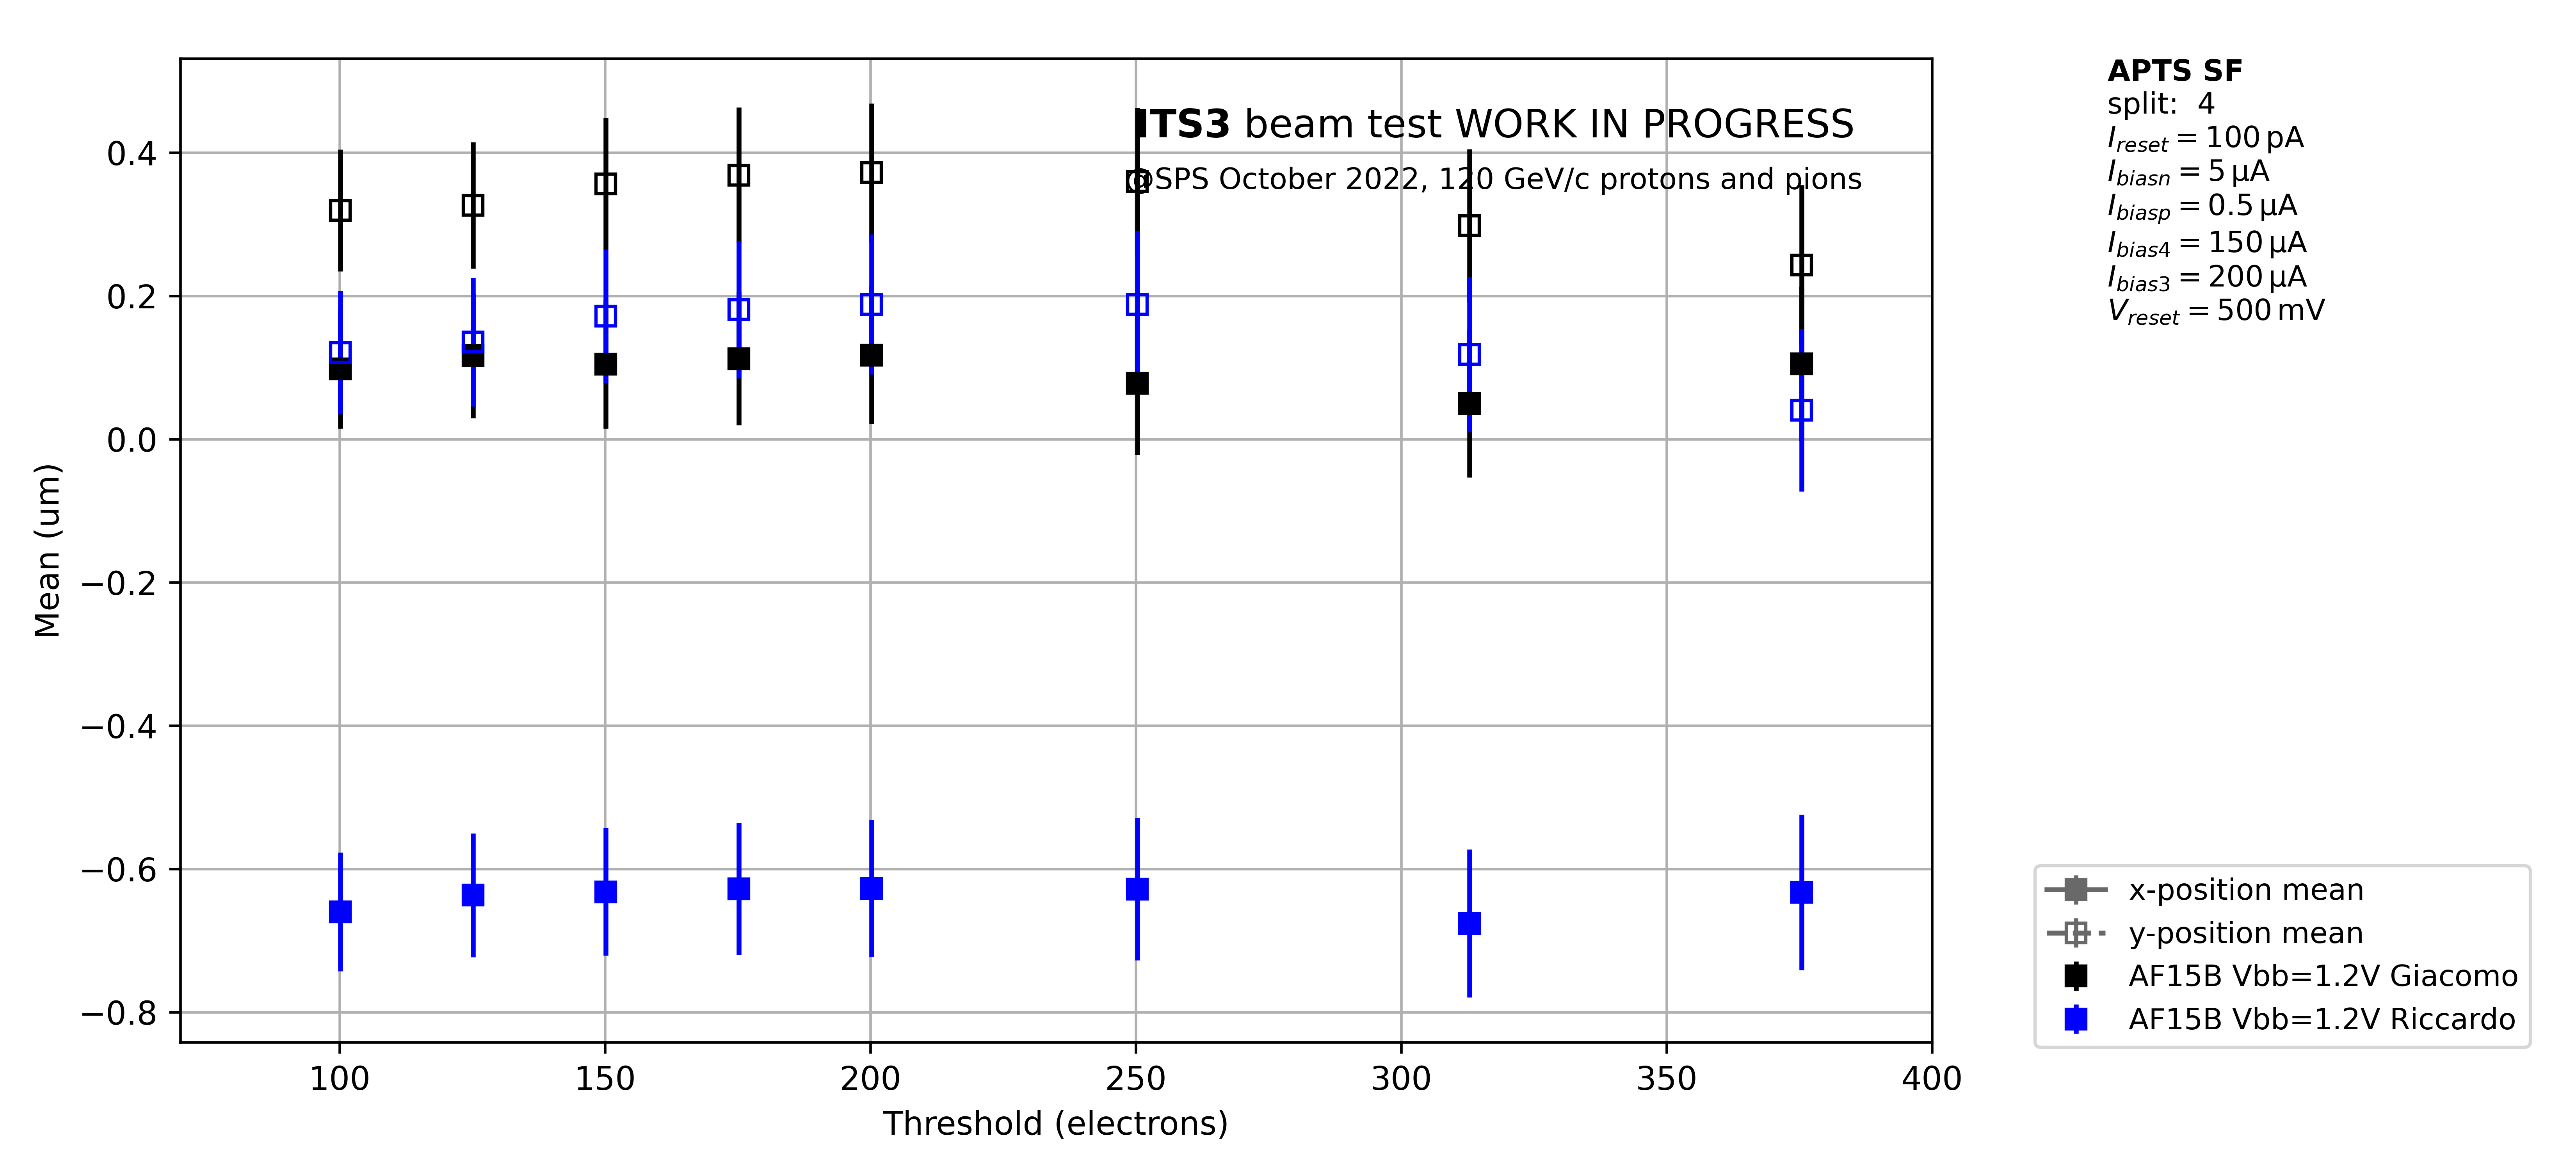 ITS3 beam test WORK IN PROGRESS
@SPS October 2022, 120 GeV/c protons and pions
APTS SF
split: 4
I_reset = 100 pA
I_biasn = 5 μA
I_biasp = 0.5 μA
I_bias4 = 150 μA
I_bias3 = 200 μA
V_reset = 500 mV
0.4
0.2
0.0
−0.2
−0.4
−0.6
−0.8
Mean (um)
100 150 200 250 300 350 400
Threshold (electrons)
x-position mean
y-position mean
AF15B Vbb=1.2V Giacomo
AF15B Vbb=1.2V Riccardo